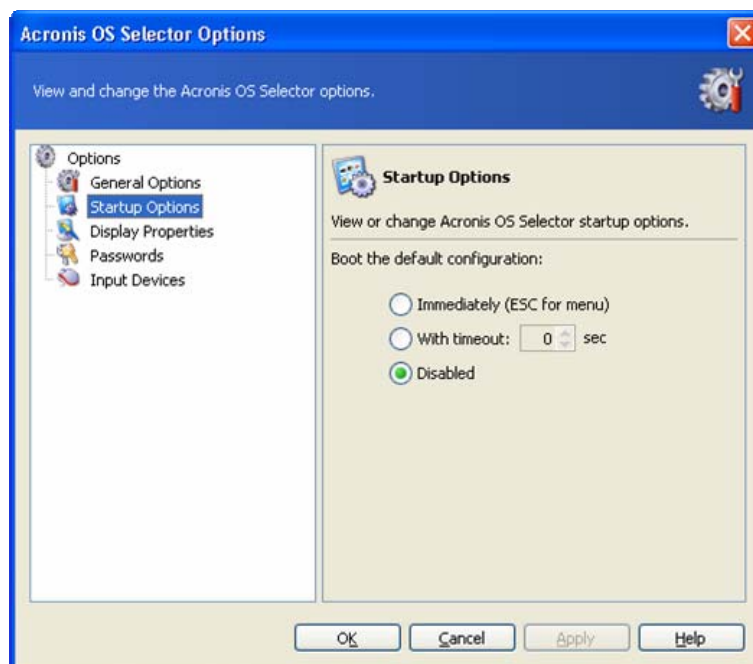 Acronis OS Selector Options
View and change the Acronis OS Selector options.
Options
General Options
Startup Options
Display Properties
Passwords
Input Devices
Startup Options
View or change Acronis OS Selector startup options.
Boot the default configuration:
Immediately (ESC for menu)
With timeout: 0 sec
Disabled
OK Cancel Apply Help